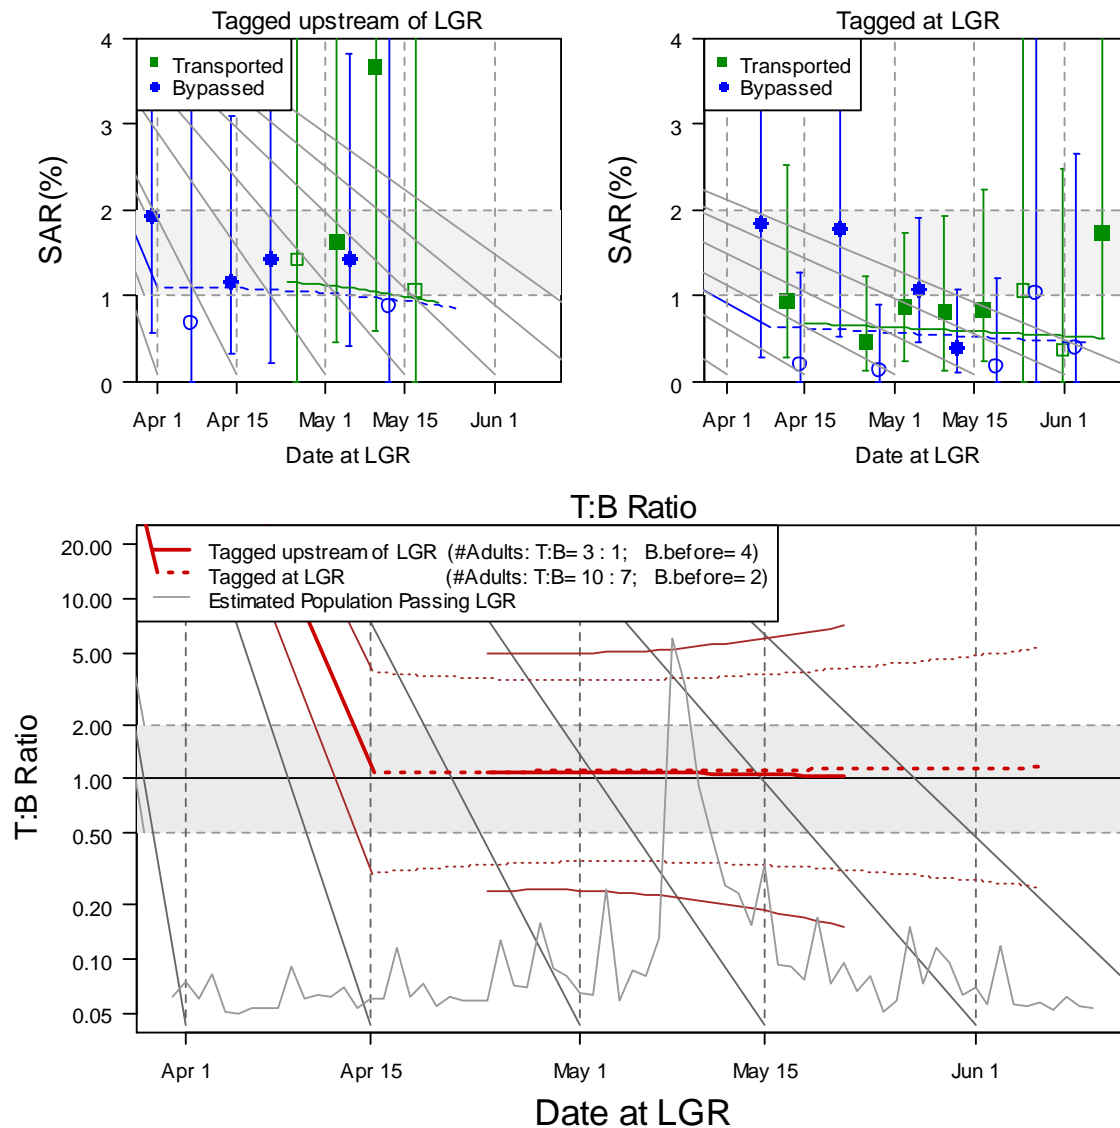 Tagged upstream of LGR
Transported
Bypassed
SAR(%)
4
3
2
1
0
Apr 1 Apr 15 May 1 May 15 Jun 1
Date at LGR
Tagged at LGR
Transported
Bypassed
SAR(%)
4
3
2
1
0
Apr 1 Apr 15 May 1 May 15 Jun 1
Date at LGR
T:B Ratio
Tagged upstream of LGR (#Adults: T:B= 3 : 1; B.before= 4)
Tagged at LGR (#Adults: T:B= 10 : 7; B.before= 2)
Estimated Population Passing LGR
T:B Ratio
20.00
10.00
5.00
2.00
1.00
0.50
0.20
0.10
0.05
Apr 1 Apr 15 May 1 May 15 Jun 1
Date at LGR